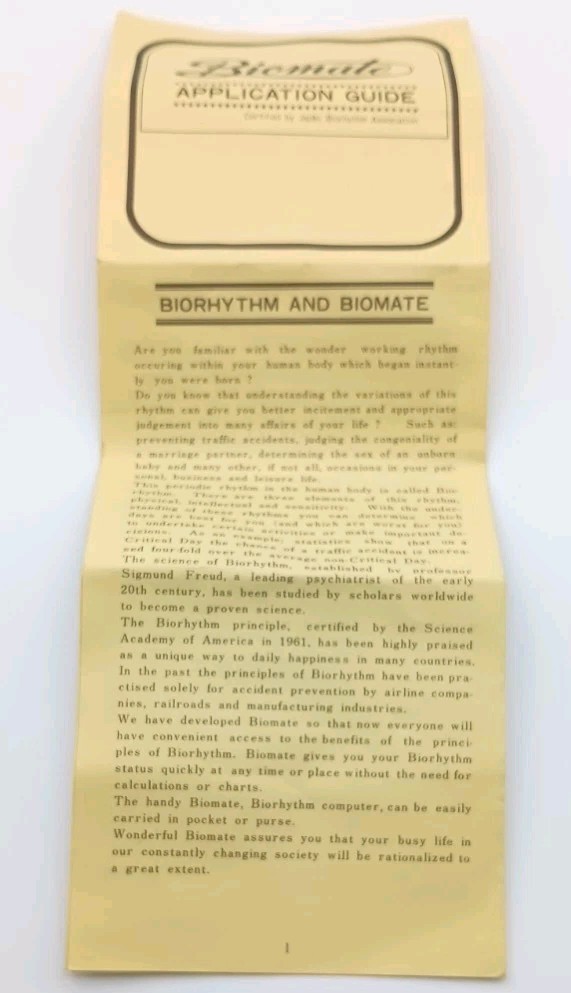 Biomate
APPLICATION GUIDE
Certified by Japan Biorhythm Association
BIORHYTHM AND BIOMATE
Are you familiar with the wonder working rhythm
occuring within your human body which began instant-
ly you were born ?
Do you know that understanding the variations of this
rhythm can give you better incitement and appropriate
judgement into many affairs of your life ? Such as:
preventing traffic accidents, judging the congeniality of
a marriage partner, determining the sex of an unborn
baby and many other, if not all, occasions in your per-
sonal, business and leisure life.
This periodic rhythm in the human body is called Bio-
rhythm. There are three elements of this rhythm,
physical, intellectual and sensitivity. With the under-
standing of these rhythms you can determine which
days are best for you (and which are worst for you)
to undertake certain activities or make important de-
cisions. As an example; statistics show that on a
Critical Day the chance of a traffic accident is increa-
sed four-fold over the average non-Critical Day.
The science of Biorhythm, established by professor
Sigmund Freud, a leading psychiatrist of the early
20th century, has been studied by scholars worldwide
to become a proven science.
The Biorhythm principle, certified by the Science
Academy of America in 1961, has been highly praised
as a unique way to daily happiness in many countries.
In the past the principles of Biorhythm have been pra-
ctised solely for accident prevention by airline compa-
nies, railroads and manufacturing industries.
We have developed Biomate so that now everyone will
have convenient access to the benefits of the princi-
ples of Biorhythm. Biomate gives you your Biorhythm
status quickly at any time or place without the need for
calculations or charts.
The handy Biomate, Biorhythm computer, can be easily
carried in pocket or purse.
Wonderful Biomate assures you that your busy life in
our constantly changing society will be rationalized to
a great extent.
1